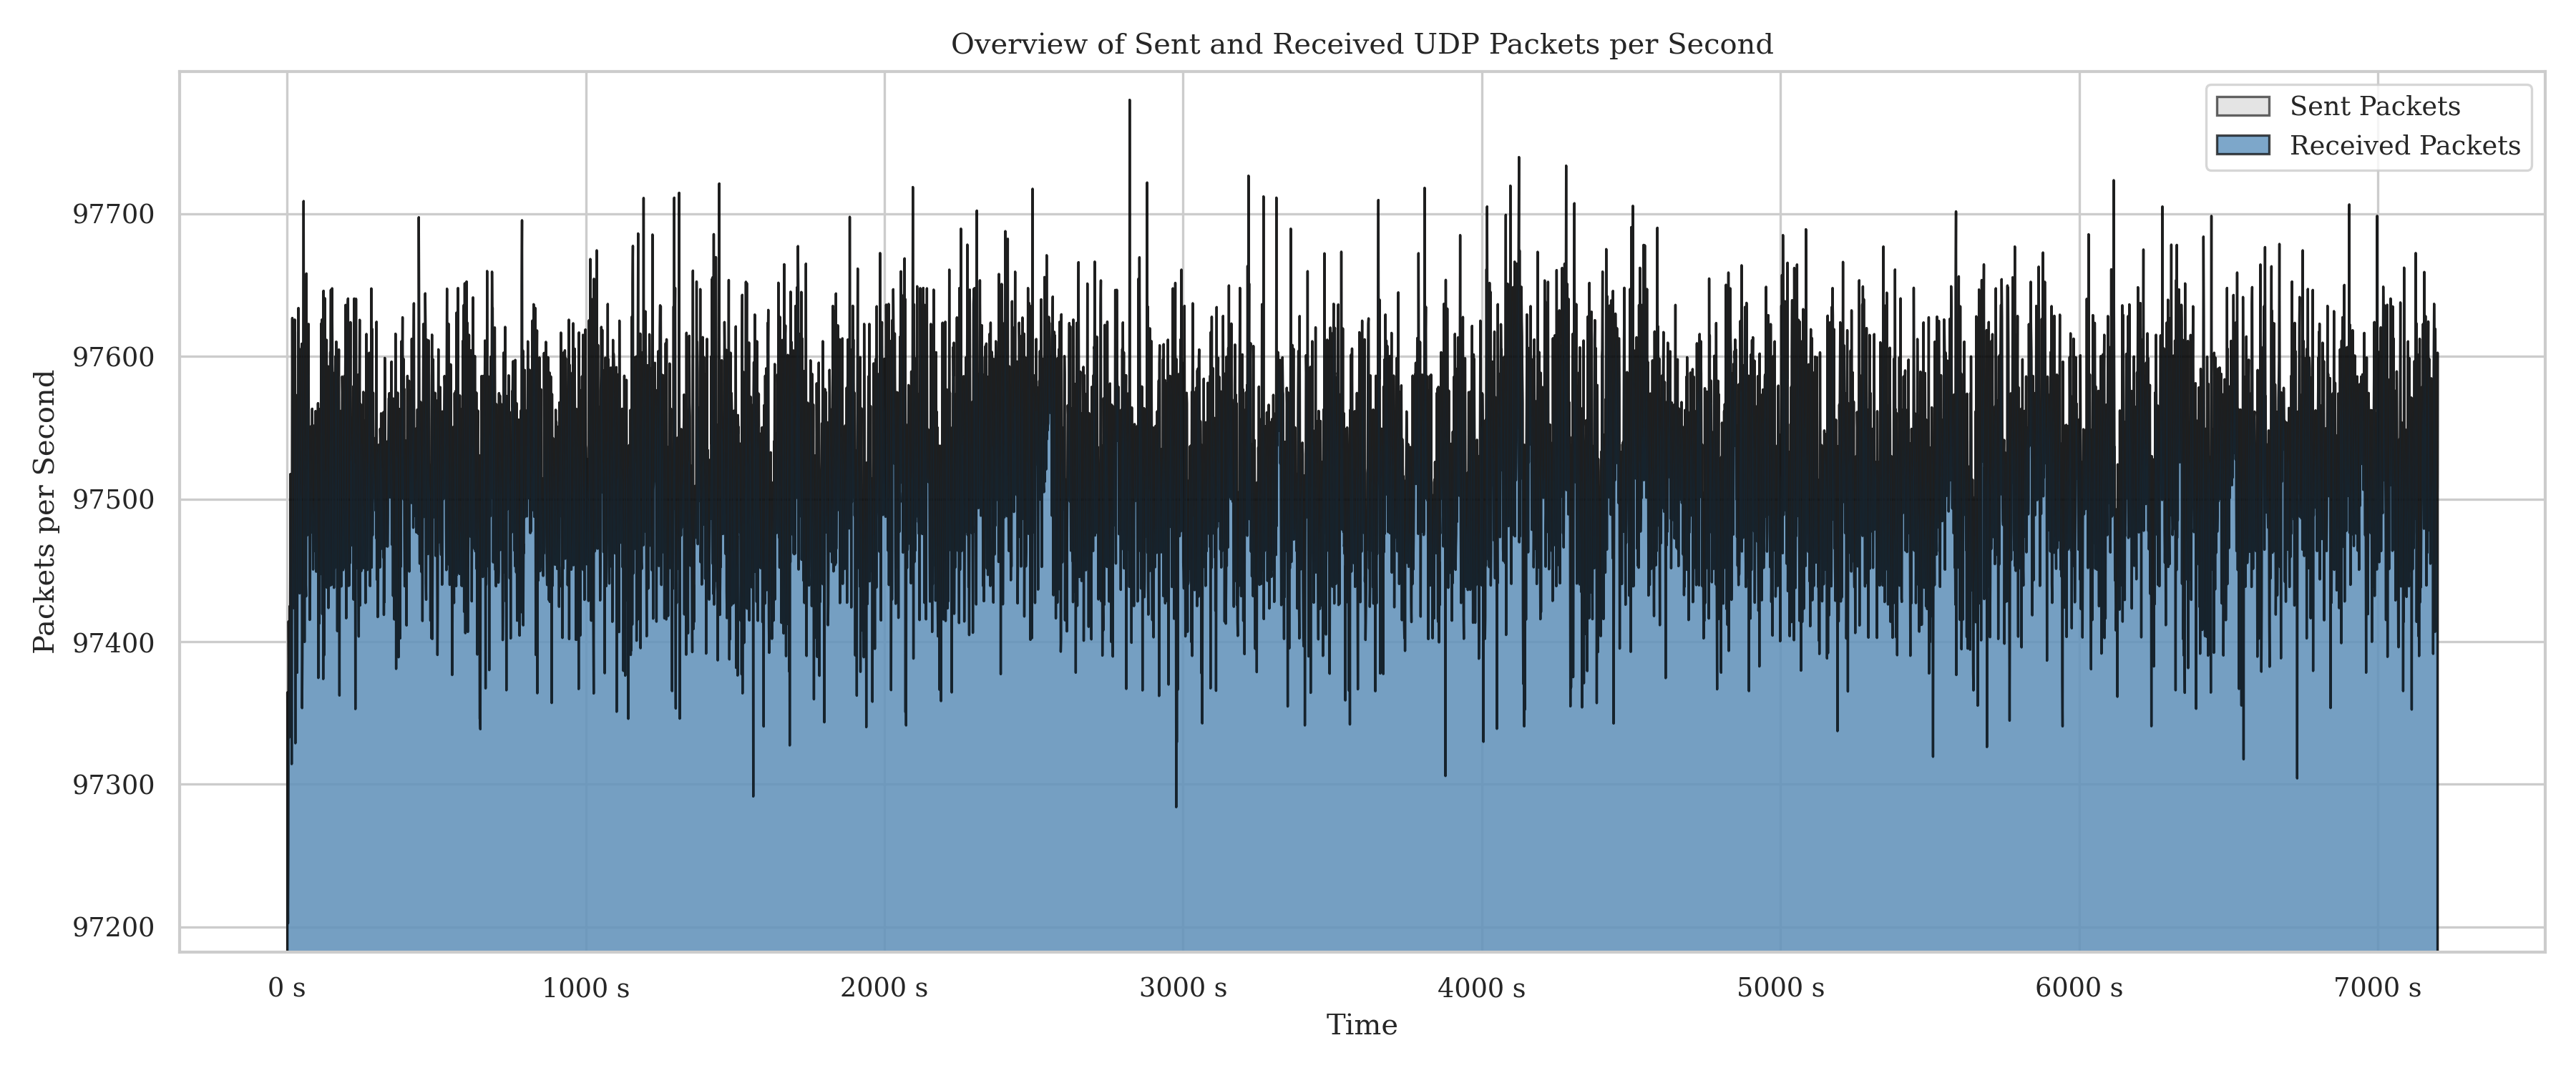 Overview of Sent and Received UDP Packets per Second
Sent Packets
Received Packets
Packets per Second
97700
97600
97500
97400
97300
97200
0 s
1000 s
2000 s
3000 s
4000 s
5000 s
6000 s
7000 s
Time